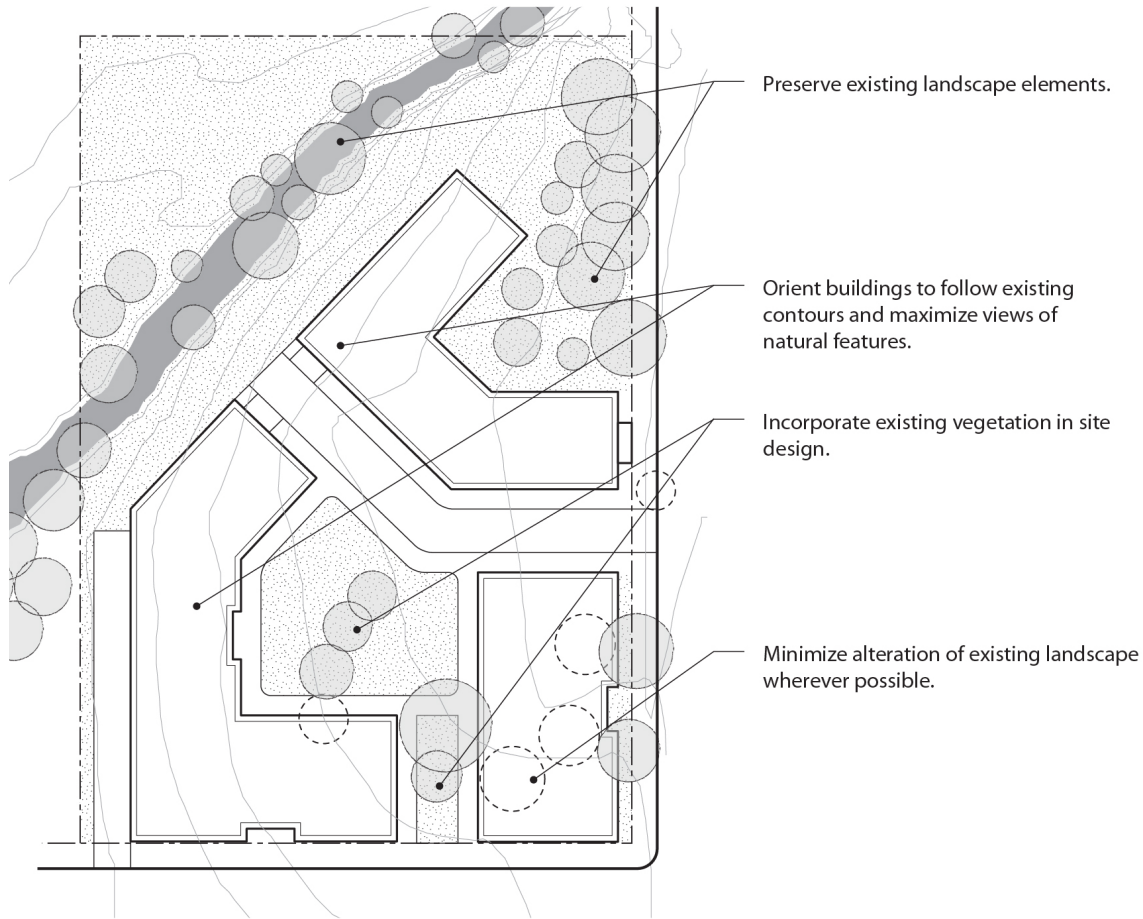 Preserve existing landscape elements.
Orient buildings to follow existing
contours and maximize views of
natural features.
Incorporate existing vegetation in site
design.
Minimize alteration of existing landscape
wherever possible.